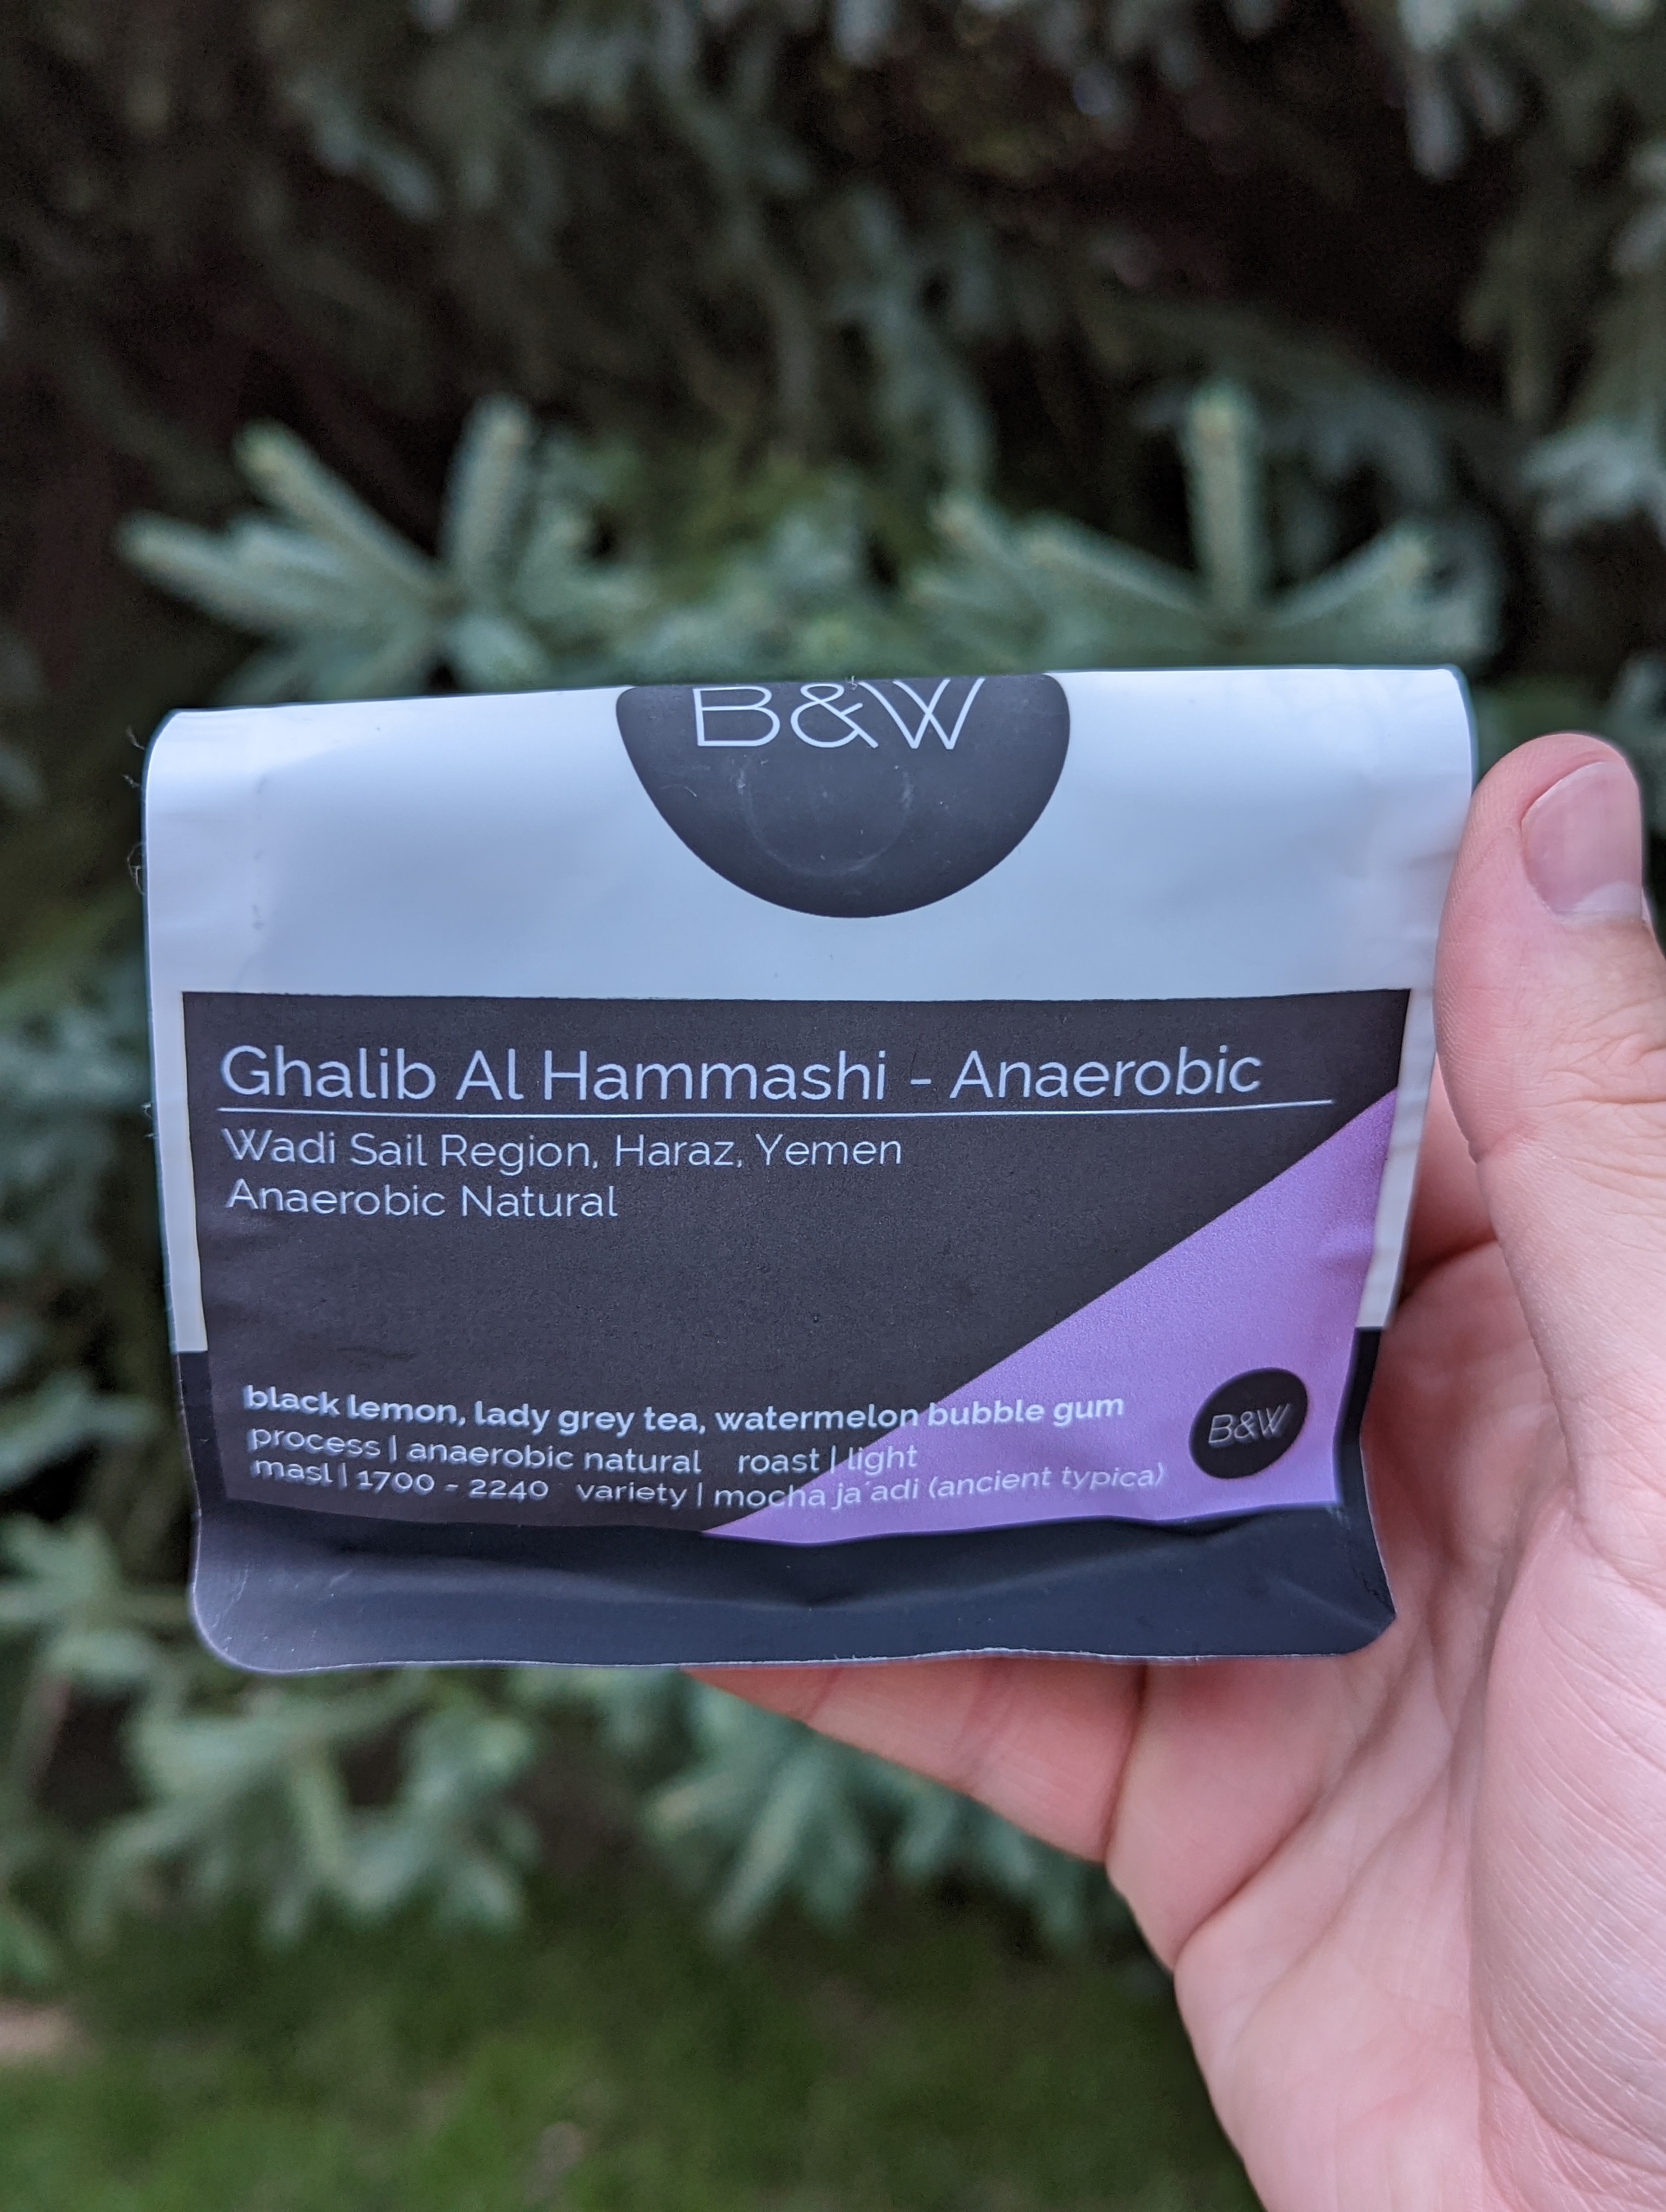 B&W
Ghalib Al Hammashi - Anaerobic
Wadi Sail Region, Haraz, Yemen
Anaerobic Natural
black lemon, lady grey tea, watermelon bubble gum
process | anaerobic natural roast | light
masl | 1700 - 2240 variety | mocha ja'adi (ancient typica)
B&W